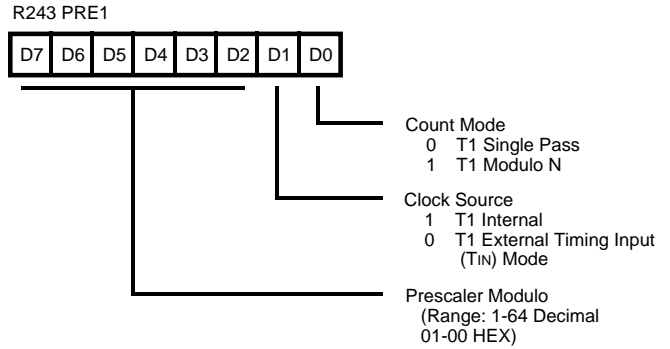 R243 PRE1
D7 D6 D5 D4 D3 D2 D1 D0
Count Mode
0 T1 Single Pass
1 T1 Modulo N
Clock Source
1 T1 Internal
0 T1 External Timing Input
(TIN) Mode
Prescaler Modulo
(Range: 1-64 Decimal
01-00 HEX)